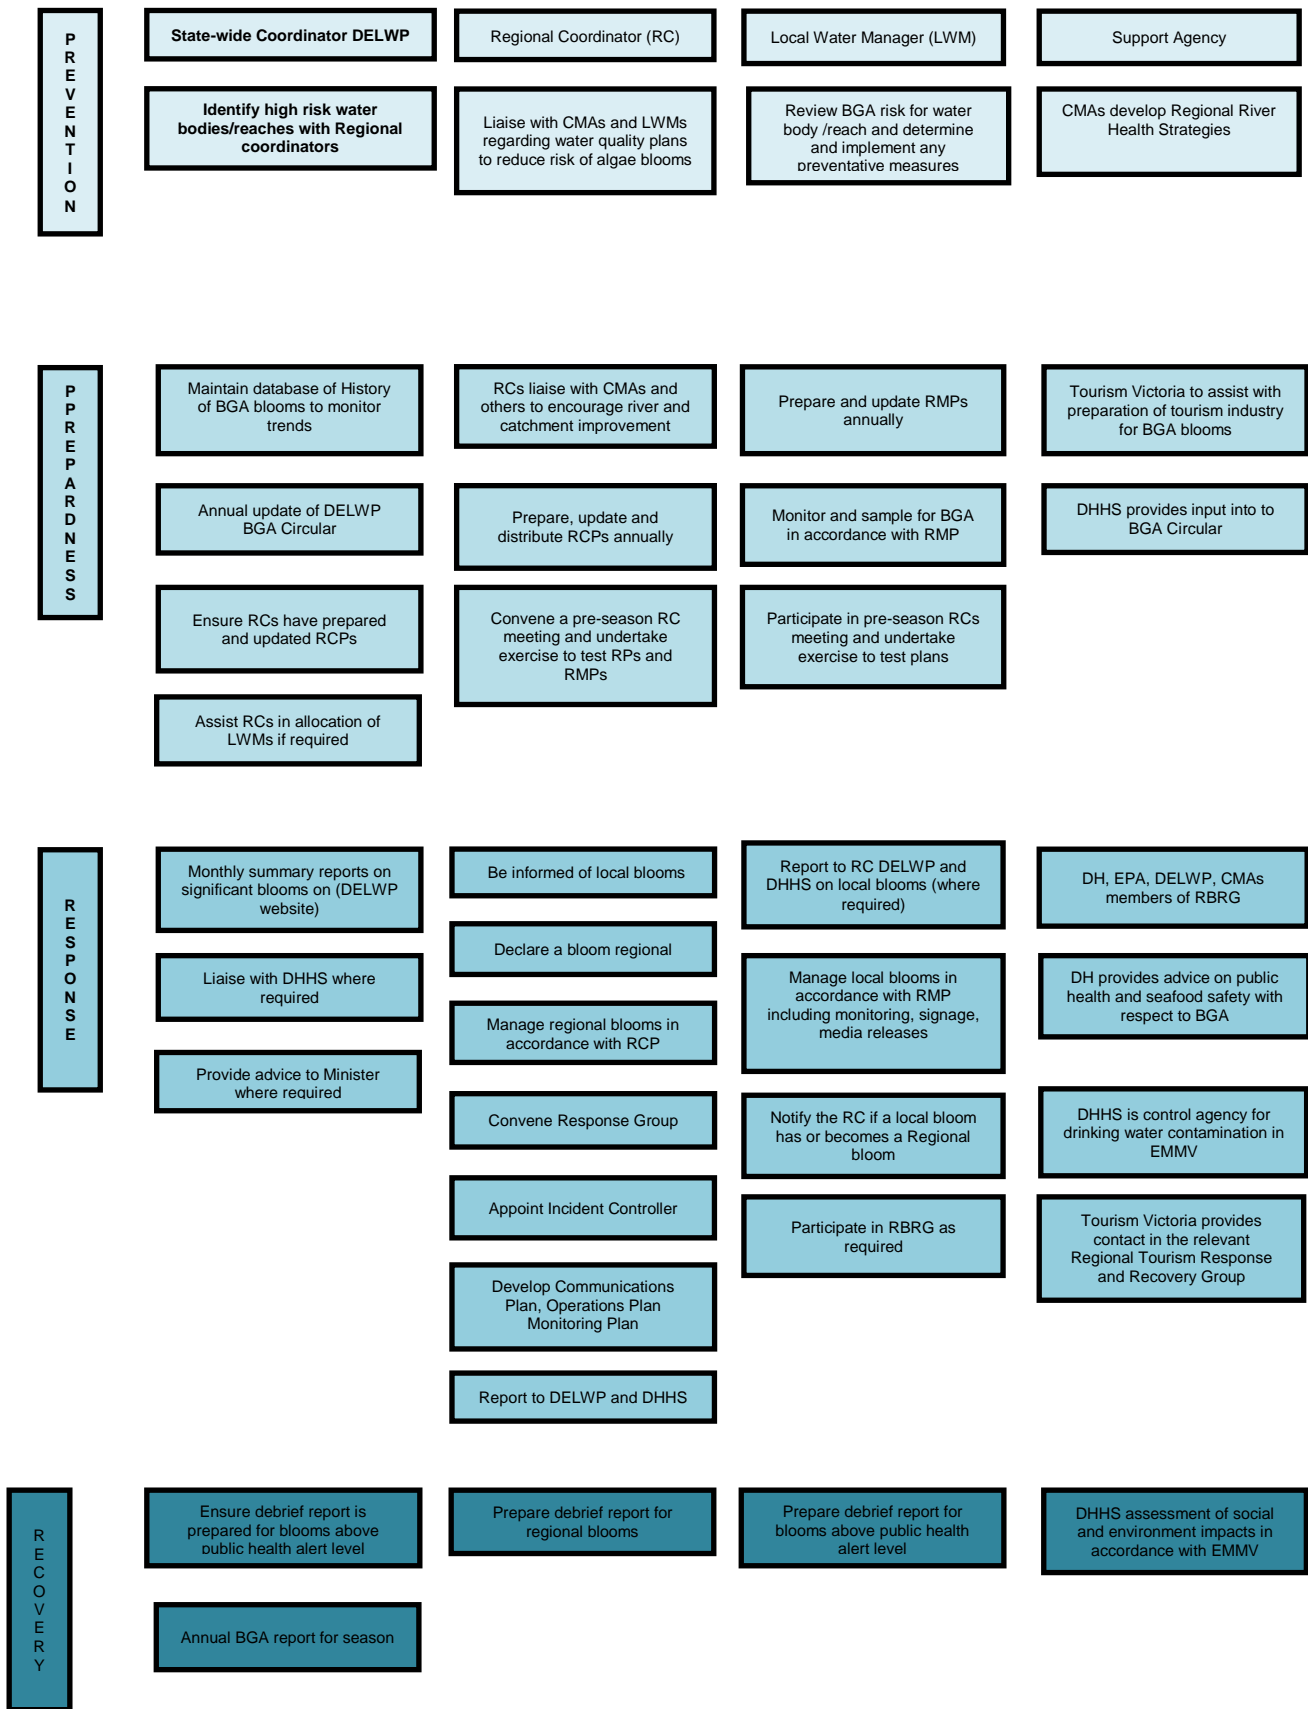 PREVENTION
State-wide Coordinator DELWP
Regional Coordinator (RC)
Local Water Manager (LWM)
Support Agency
Identify high risk water
bodies/reaches with Regional
coordinators
Liaise with CMAs and LWMs
regarding water quality plans
to reduce risk of algae blooms
Review BGA risk for water
body /reach and determine
and implement any
preventative measures
CMAs develop Regional River
Health Strategies
PPREPARDNESS
Maintain database of History
of BGA blooms to monitor
trends
RCs liaise with CMAs and
others to encourage river and
catchment improvement
Prepare and update RMPs
annually
Tourism Victoria to assist with
preparation of tourism industry
for BGA blooms
Annual update of DELWP
BGA Circular
Prepare, update and
distribute RCPs annually
Monitor and sample for BGA
in accordance with RMP
DHHS provides input into to
BGA Circular
Ensure RCs have prepared
and updated RCPs
Convene a pre-season RC
meeting and undertake
exercise to test RPs and
RMPs
Participate in pre-season RCs
meeting and undertake
exercise to test plans
Assist RCs in allocation of
LWMs if required
RESPONSE
Monthly summary reports on
significant blooms on (DELWP
website)
Be informed of local blooms
Report to RC DELWP and
DHHS on local blooms (where
required)
DH, EPA, DELWP, CMAs
members of RBRG
Liaise with DHHS where
required
Declare a bloom regional
Manage local blooms in
accordance with RMP
including monitoring, signage,
media releases
DH provides advice on public
health and seafood safety with
respect to BGA
Provide advice to Minister
where required
Manage regional blooms in
accordance with RCP
Convene Response Group
Notify the RC if a local bloom
has or becomes a Regional
bloom
DHHS is control agency for
drinking water contamination in
EMMV
Appoint Incident Controller
Participate in RBRG as
required
Tourism Victoria provides
contact in the relevant
Regional Tourism Response
and Recovery Group
Develop Communications
Plan, Operations Plan
Monitoring Plan
Report to DELWP and DHHS
RECOVERY
Ensure debrief report is
prepared for blooms above
public health alert level
Prepare debrief report for
regional blooms
Prepare debrief report for
blooms above public health
alert level
DHHS assessment of social
and environment impacts in
accordance with EMMV
Annual BGA report for season